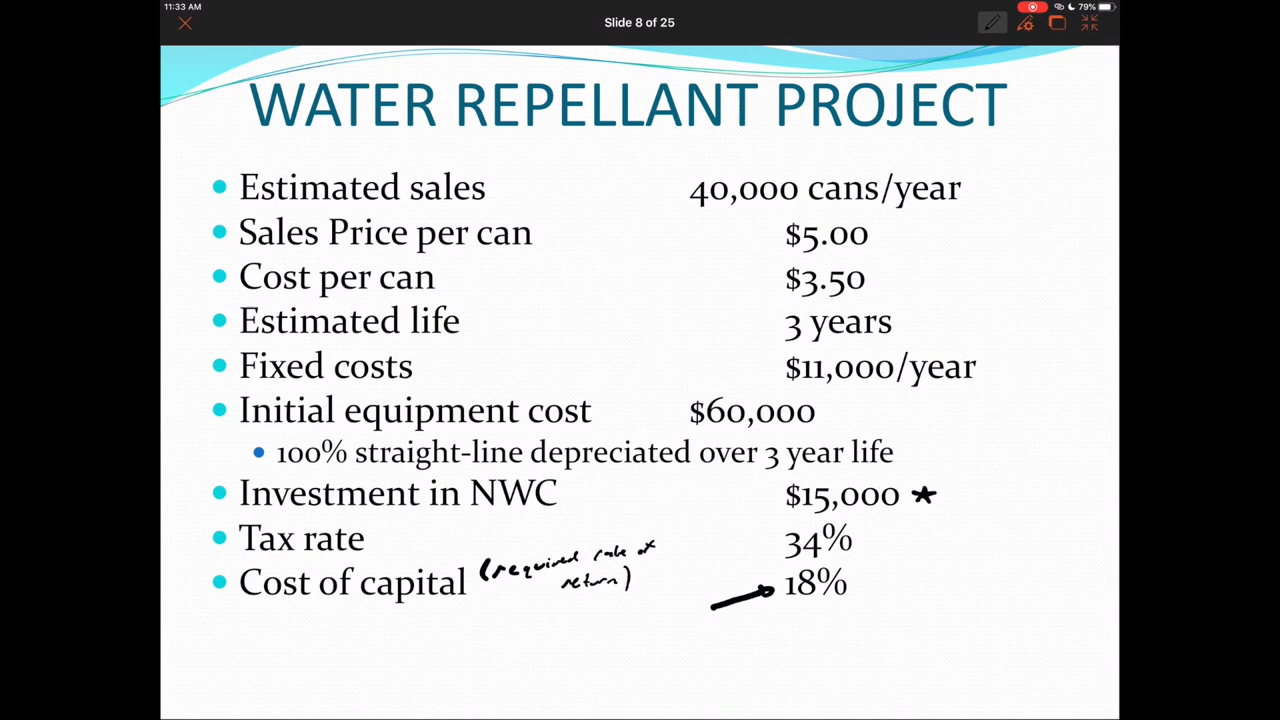 11:33 AM
79%
Slide 8 of 25
WATER REPELLANT PROJECT
Estimated sales 40,000 cans/year
Sales Price per can $5.00
Cost per can $3.50
Estimated life 3 years
Fixed costs $11,000/year
Initial equipment cost $60,000
100% straight-line depreciated over 3 year life
Investment in NWC $15,000 ★
Tax rate 34%
Cost of capital (required rate of return) 18%